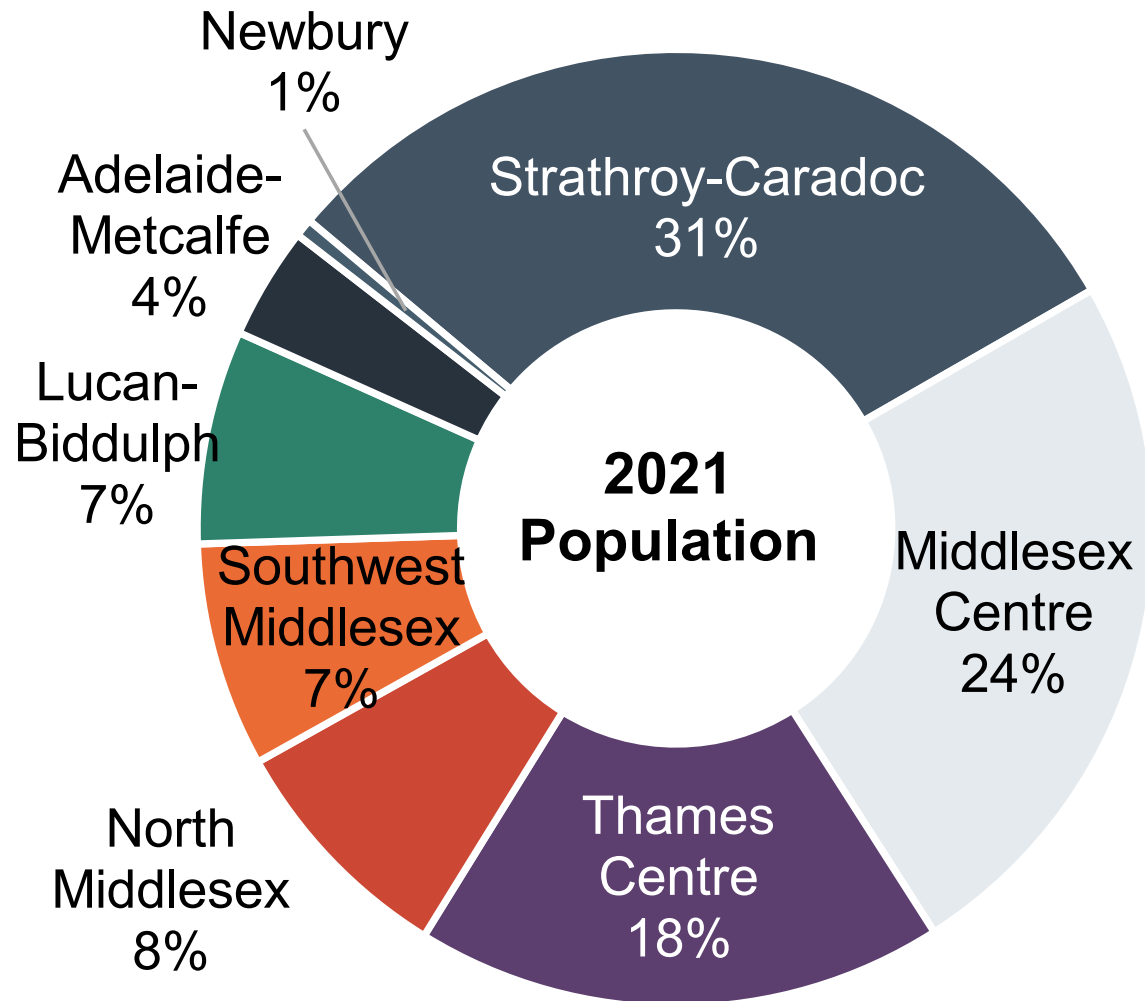 Newbury
1%
Strathroy-Caradoc
31%
Adelaide-
Metcalfe
4%
Lucan-
Biddulph
7%
2021
Population
Middlesex
Centre
24%
Southwest
Middlesex
7%
Thames
Centre
18%
North
Middlesex
8%